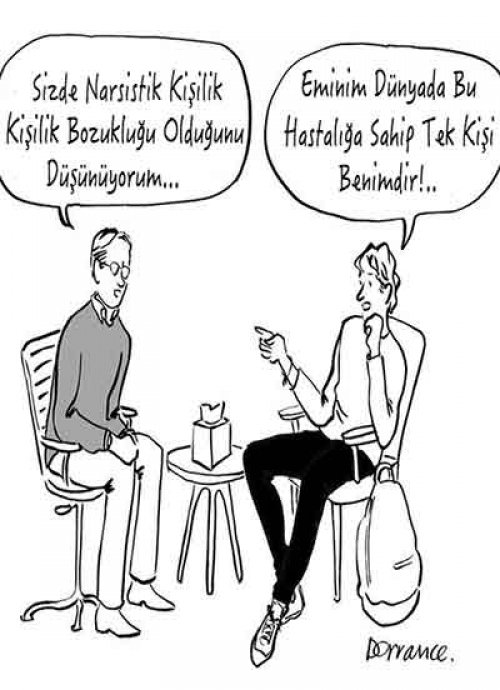 Sizde Narsistik Kişilik
Kişilik Bozukluğu Olduğunu
Düşünüyorum...
Eminim Dünyada Bu
Hastalığa Sahip Tek Kişi
Benimdir!..
Dorrance.